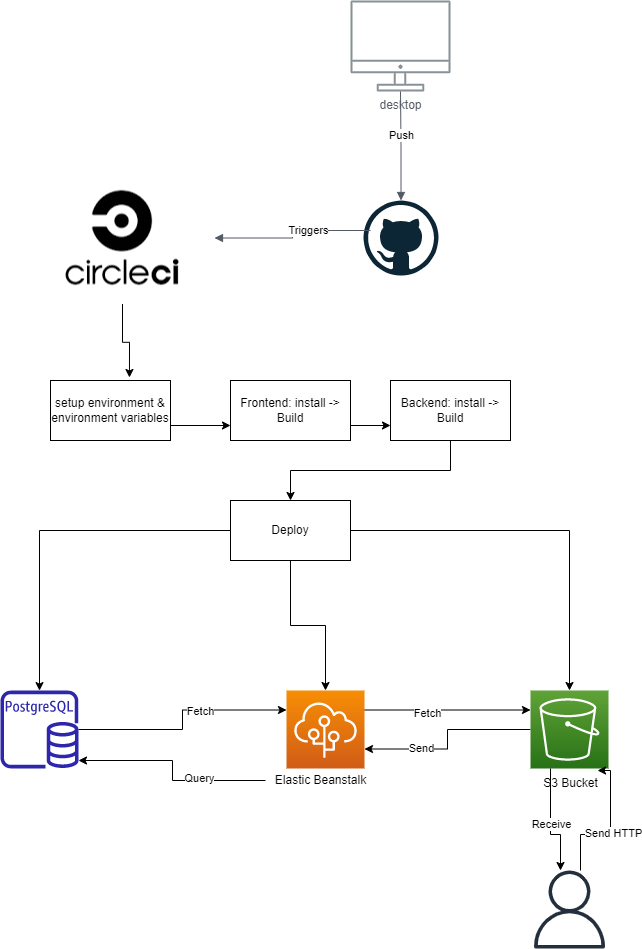 desktop
Push
Triggers
circleci
setup environment &
environment variables
Frontend: install ->
Build
Backend: install ->
Build
Deploy
PostgreSQL
Fetch
Fetch
Send
Query
Elastic Beanstalk
S3 Bucket
Receive
Send HTTP